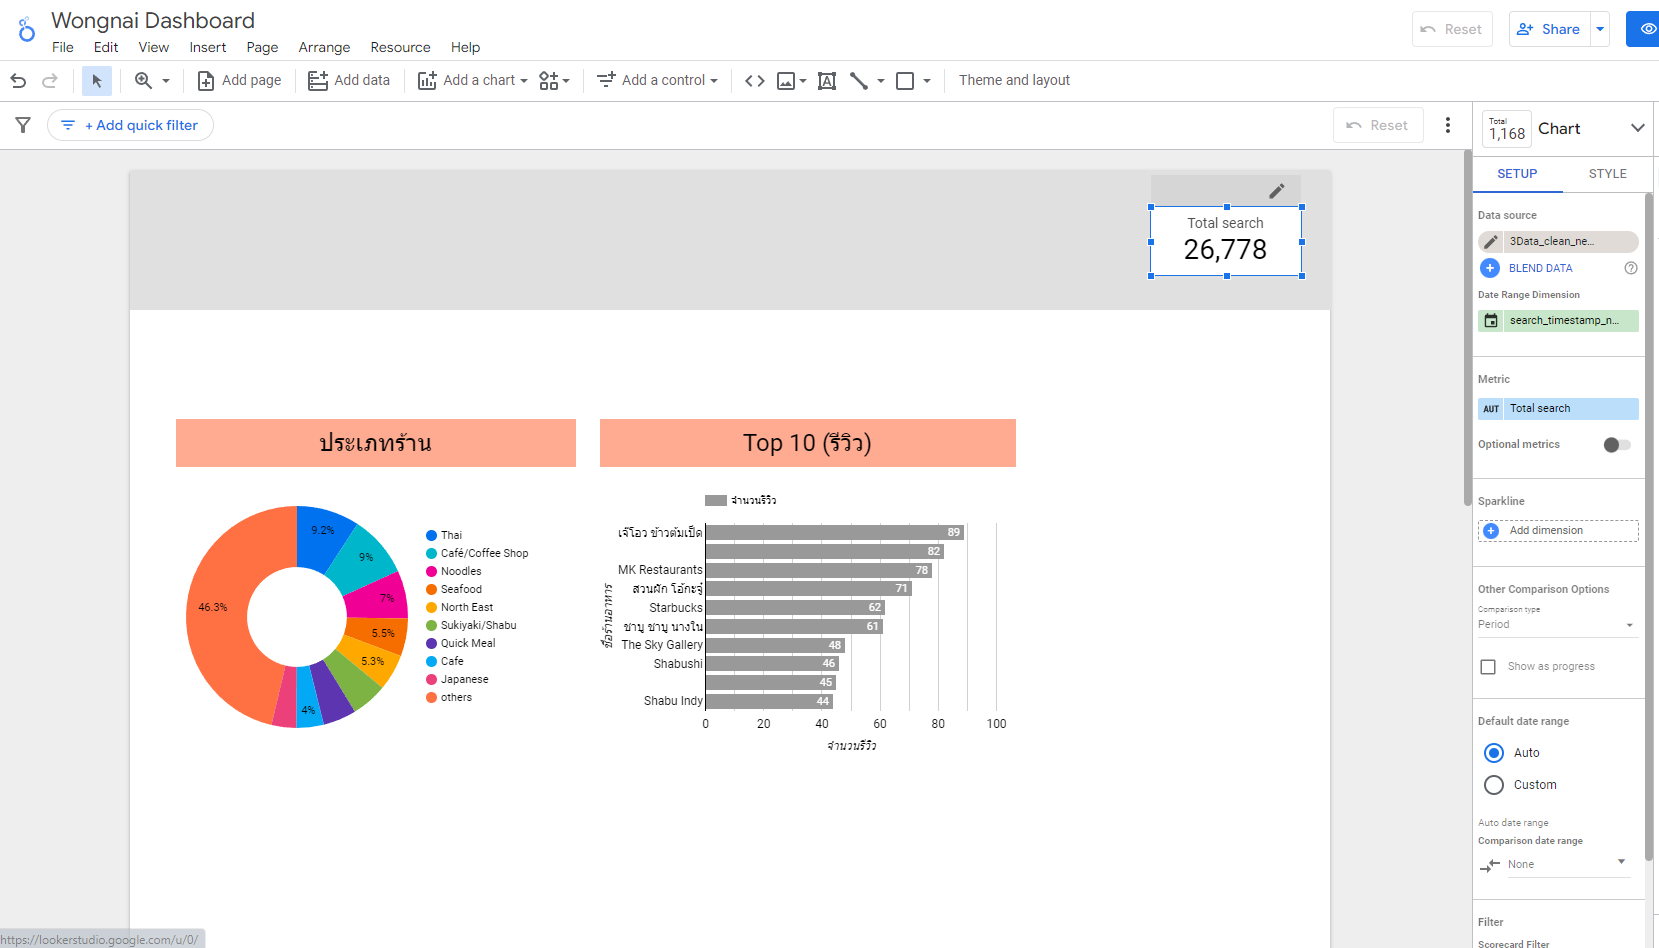 Wongnai Dashboard
File Edit View Insert Page Arrange Resource Help
Reset
Share
Add page
Add data
Add a chart
Add a control
Theme and layout
+ Add quick filter
Reset
Total
1,168
Chart
SETUP
STYLE
Total search
26,778
Data source
3Data_clean_ne...
BLEND DATA
Date Range Dimension
search_timestamp_n...
Metric
AUT Total search
Optional metrics
Sparkline
Add dimension
Other Comparison Options
Comparison type
Period
Show as progress
Default date range
Auto
Custom
Auto date range
Comparison date range
None
Filter
Scorecard Filter
ประเภทร้าน
Top 10 (รีวิว)
9.2%
9%
7%
5.5%
5.3%
4%
46.3%
Thai
Café/Coffee Shop
Noodles
Seafood
North East
Sukiyaki/Shabu
Quick Meal
Cafe
Japanese
others
จำนวนรีวิว
ชื่อร้านอาหาร
เจ๊โอว ข้าวต้มเป็ด 89
82
MK Restaurants 78
สวนผัก โอ้กะจู๋ 71
Starbucks 62
ชาบู ชาบู นางใน 61
The Sky Gallery 48
Shabushi 46
45
Shabu Indy 44
0 20 40 60 80 100
จำนวนรีวิว
https://lookerstudio.google.com/u/0/